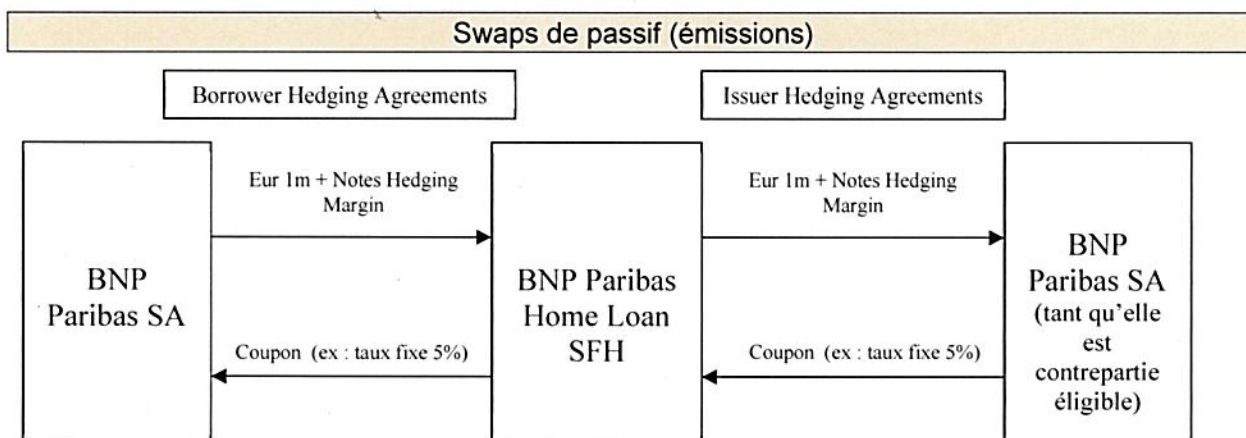 Swaps de passif (émissions)
Borrower Hedging Agreements
Issuer Hedging Agreements
BNP
Paribas SA
Eur 1m + Notes Hedging
Margin
Coupon (ex : taux fixe 5%)
BNP Paribas
Home Loan
SFH
Eur 1m + Notes Hedging
Margin
Coupon (ex : taux fixe 5%)
BNP
Paribas SA
(tant qu'elle
est
contrepartie
éligible)